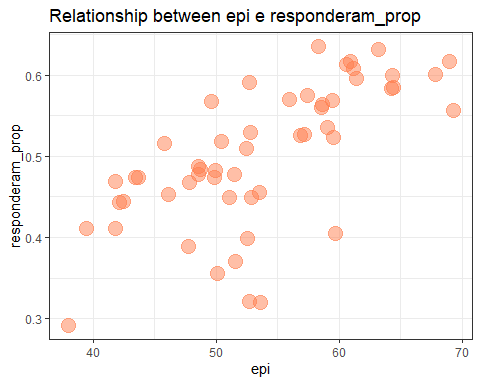 Relationship between epi e responderam_prop
responderam_prop
0.6
0.5
0.4
0.3
40 50 60 70
epi